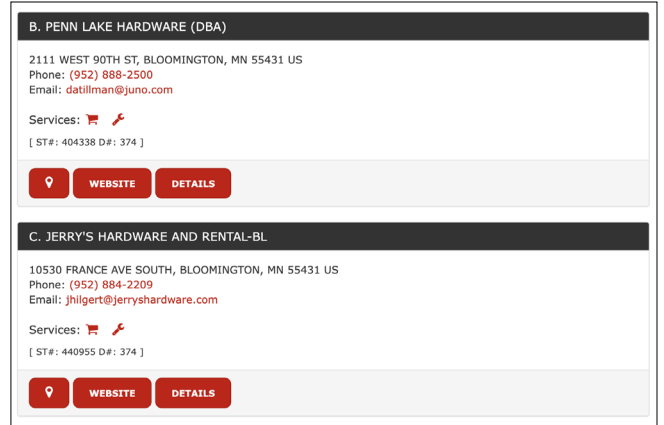 B. PENN LAKE HARDWARE (DBA)
2111 WEST 90TH ST, BLOOMINGTON, MN 55431 US
Phone: (952) 888-2500
Email: datillman@juno.com
Services:
[ ST#: 404338 D#: 374 ]
WEBSITE DETAILS
C. JERRY'S HARDWARE AND RENTAL-BL
10530 FRANCE AVE SOUTH, BLOOMINGTON, MN 55431 US
Phone: (952) 884-2209
Email: jhilgert@jerryshardware.com
Services:
[ ST#: 440955 D#: 374 ]
WEBSITE DETAILS